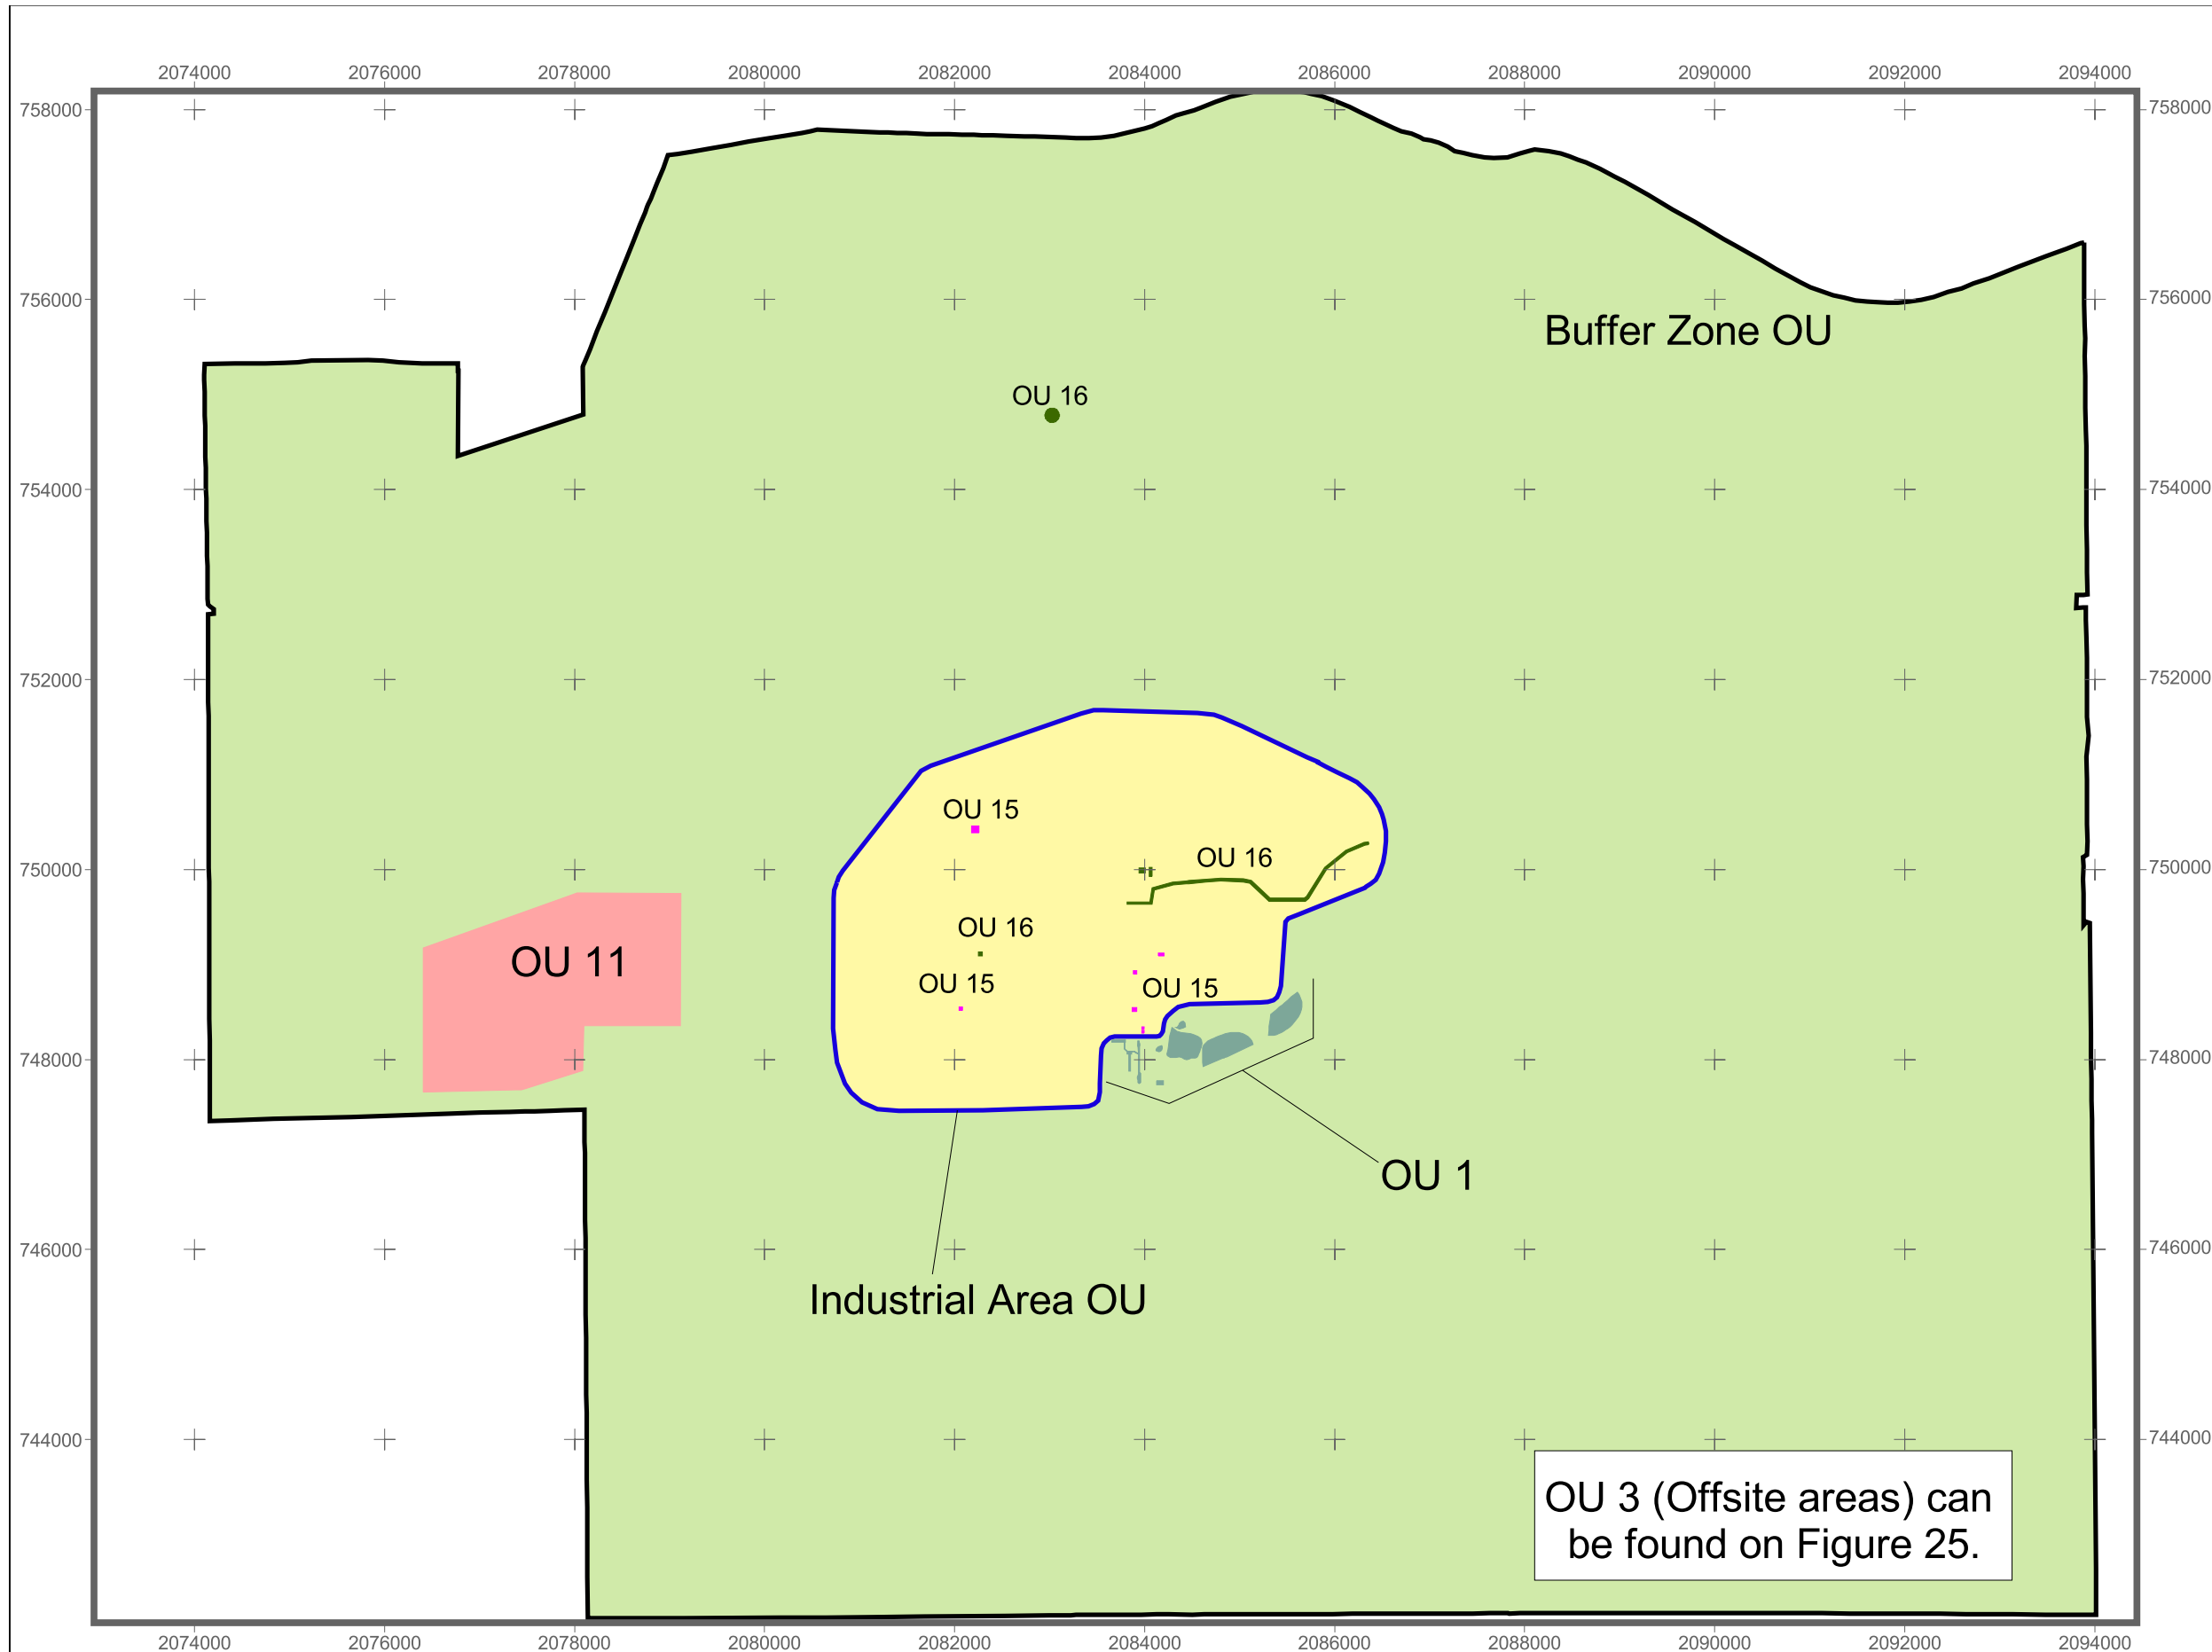 2074000 2076000 2078000 2080000 2082000 2084000 2086000 2088000 2090000 2092000 2094000
758000 758000
756000 756000
Buffer Zone OU
OU 16
754000 754000
752000 752000
OU 15
OU 16
750000 750000
OU 16
OU 11
OU 15
OU 15
748000 748000
OU 1
746000 746000
Industrial Area OU
744000 744000
OU 3 (Offsite areas) can
be found on Figure 25.
2074000 2076000 2078000 2080000 2082000 2084000 2086000 2088000 2090000 2092000 2094000